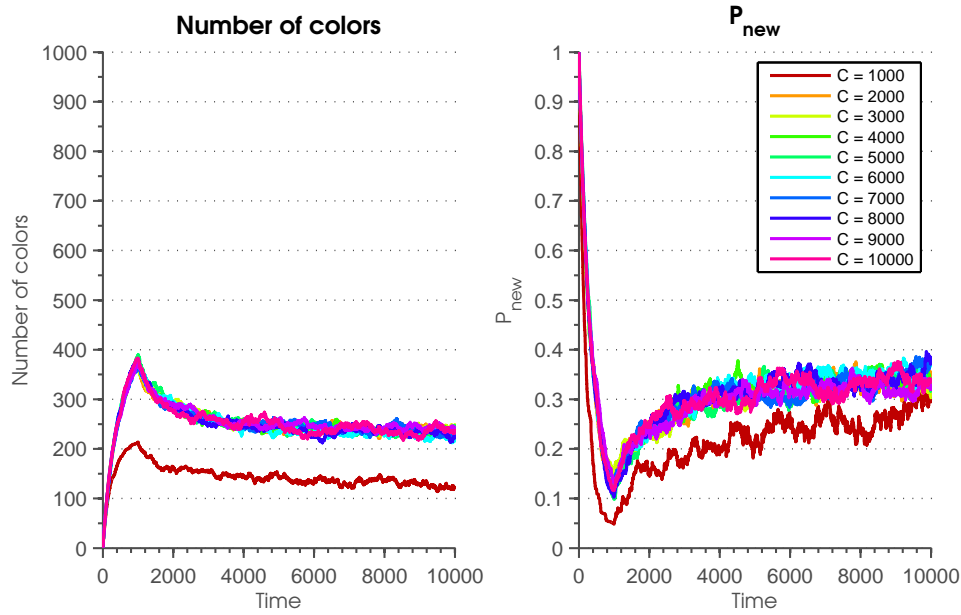 Number of colors
1000
900
800
700
600
500
400
300
200
100
0
Number of colors
0 2000 4000 6000 8000 10000
Time
P_new
1
0.9
0.8
0.7
0.6
0.5
0.4
0.3
0.2
0.1
0
P_new
0 2000 4000 6000 8000 10000
Time
C = 1000
C = 2000
C = 3000
C = 4000
C = 5000
C = 6000
C = 7000
C = 8000
C = 9000
C = 10000